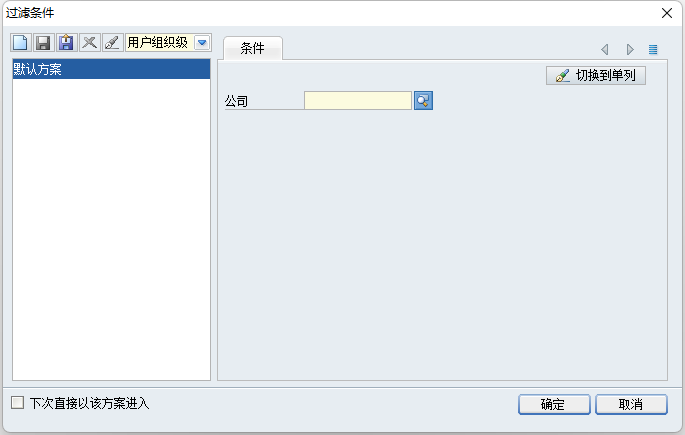 过滤条件
用户组织级
条件
默认方案
切换到单列
公司
下次直接以该方案进入
确定
取消